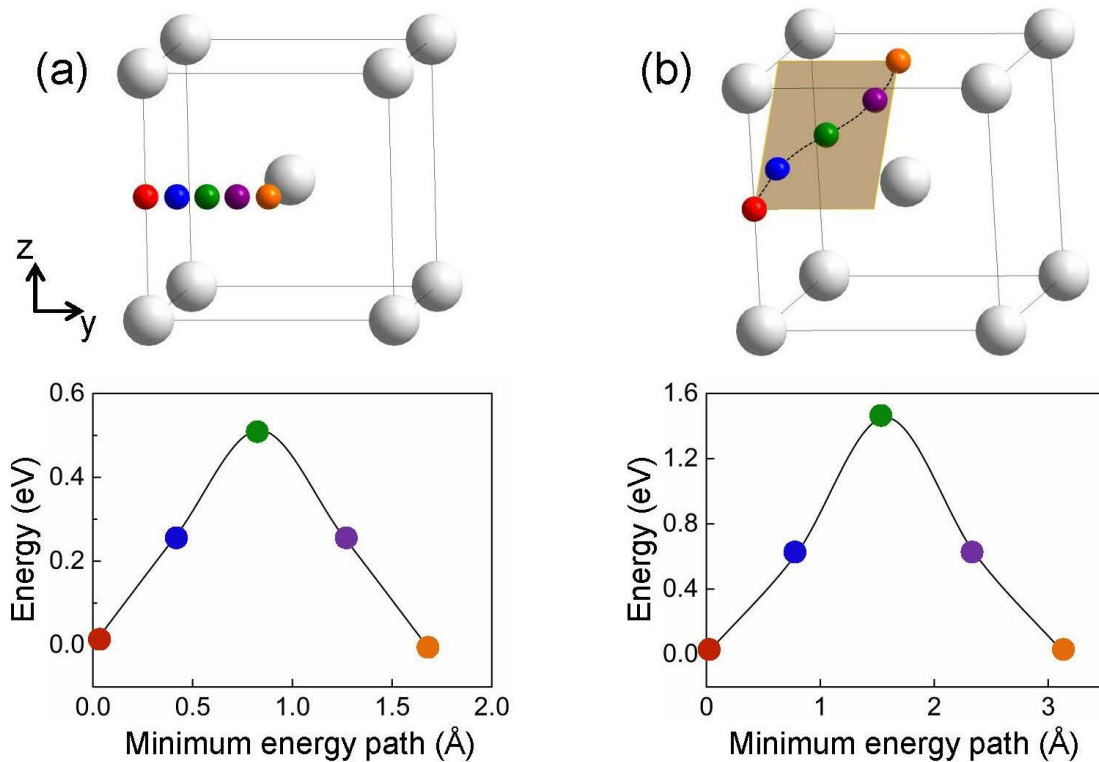 (a)
(b)
z
y
0.6
0.4
0.2
0.0
Energy (eV)
0.0 0.5 1.0 1.5 2.0
Minimum energy path (Å)
1.6
1.2
0.8
0.4
0.0
Energy (eV)
0 1 2 3
Minimum energy path (Å)